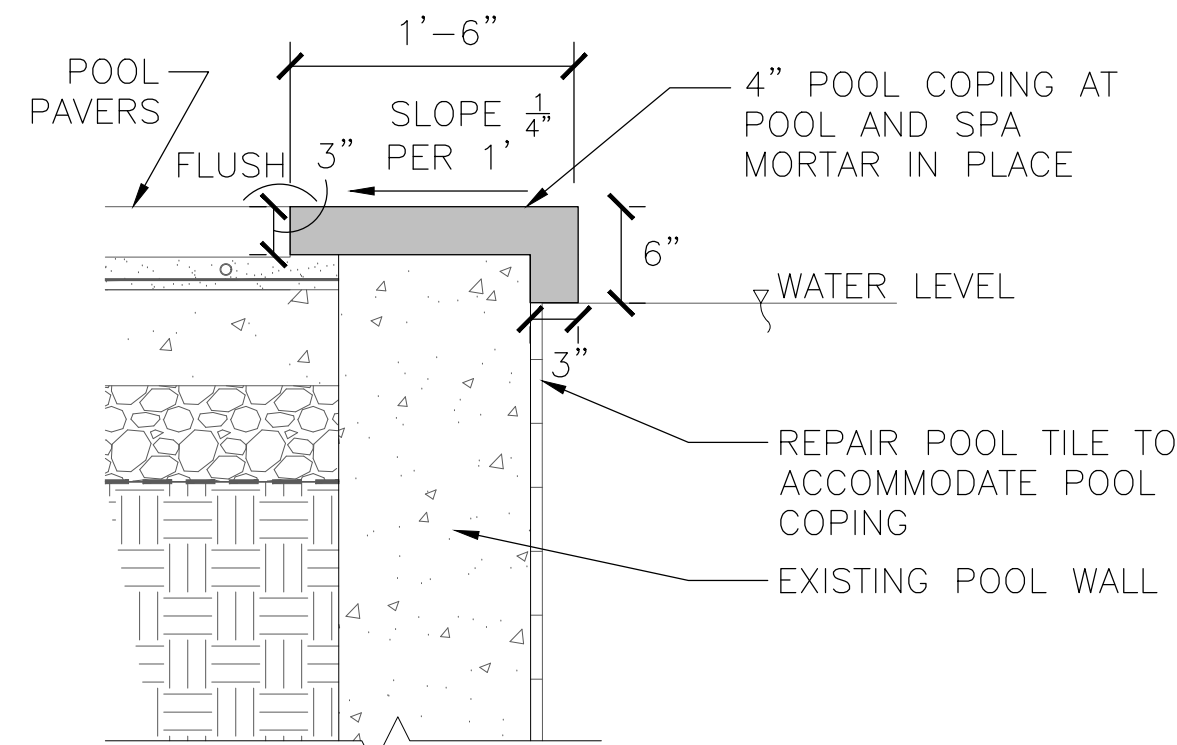 1'-6"
POOL
PAVERS
SLOPE 1/4"
PER 1'
FLUSH
3"
4" POOL COPING AT
POOL AND SPA
MORTAR IN PLACE
6"
WATER LEVEL
3"
REPAIR POOL TILE TO
ACCOMMODATE POOL
COPING
EXISTING POOL WALL